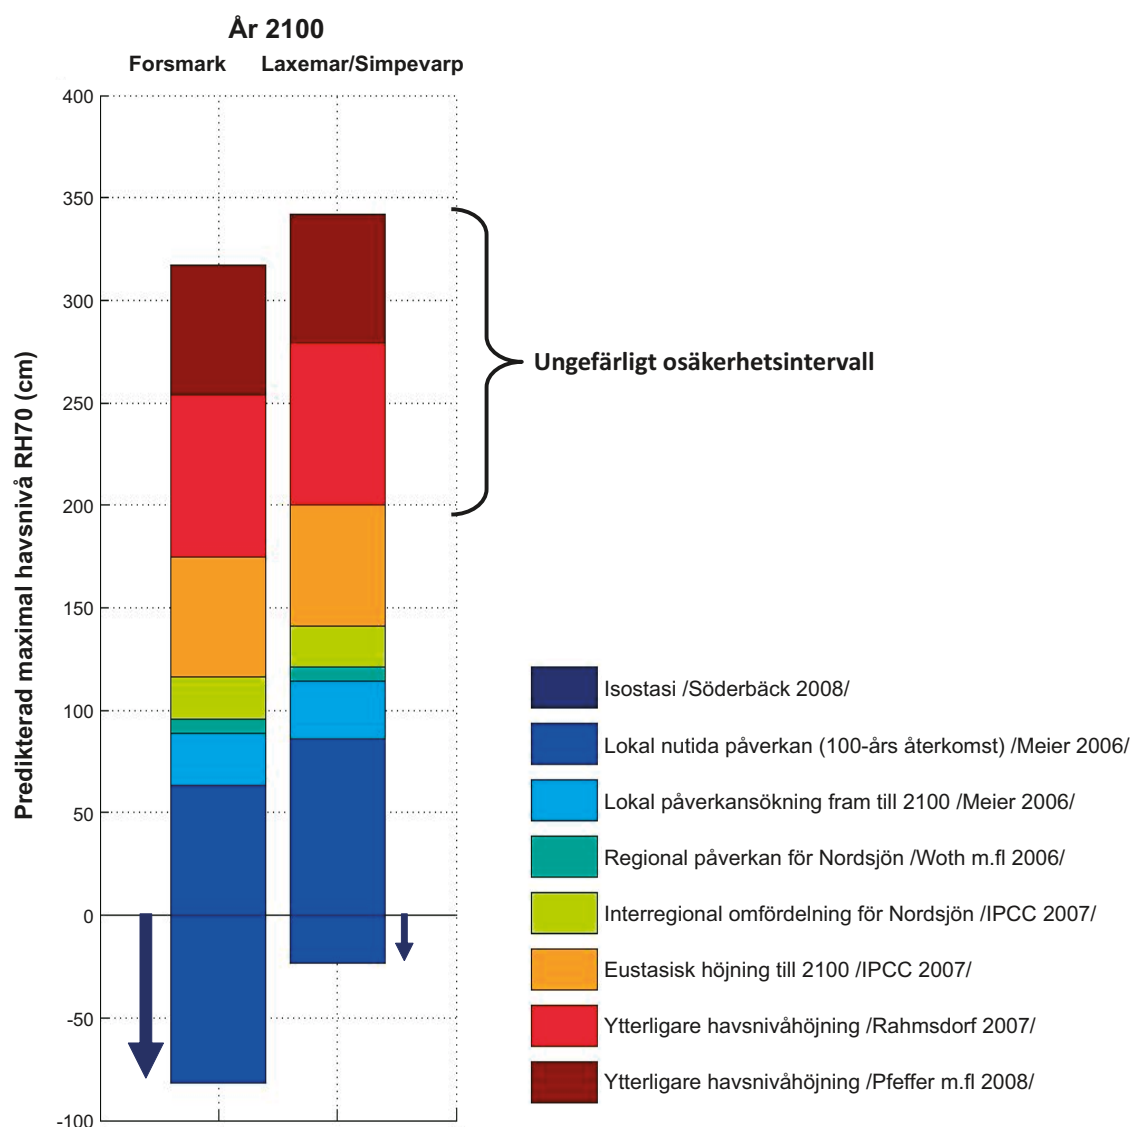 År 2100
Forsmark
Laxemar/Simpevarp
Predikterad maximal havsnivå RH70 (cm)
400
350
300
250
200
150
100
50
0
-50
-100
Ungefärligt osäkerhetsintervall
Isostasi /Söderbäck 2008/
Lokal nutida påverkan (100-års återkomst) /Meier 2006/
Lokal påverkansökning fram till 2100 /Meier 2006/
Regional påverkan för Nordsjön /Woth m.fl 2006/
Interregional omfördelning för Nordsjön /IPCC 2007/
Eustasisk höjning till 2100 /IPCC 2007/
Ytterligare havsnivåhöjning /Rahmsdorf 2007/
Ytterligare havsnivåhöjning /Pfeffer m.fl 2008/